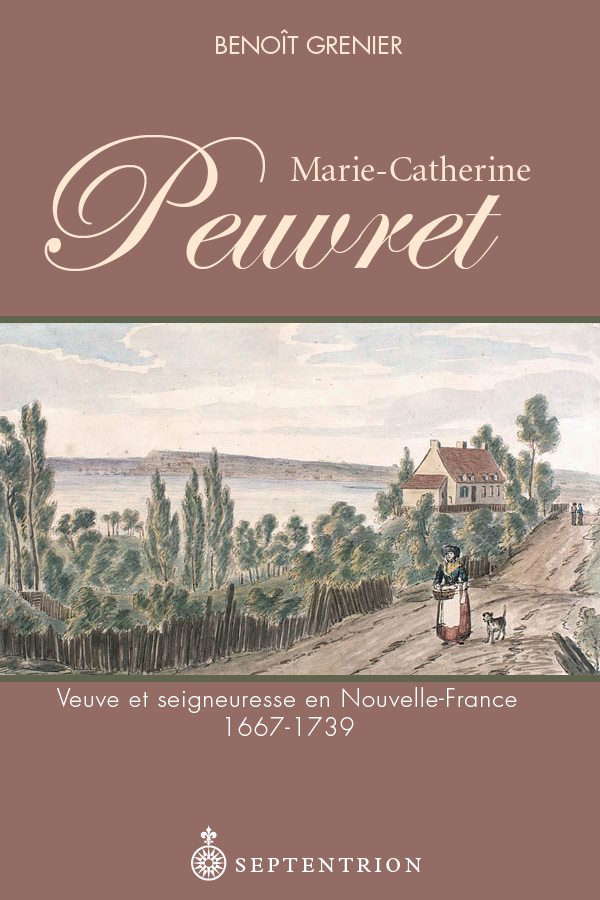 BENOÎT GRENIER
Marie-Catherine
Peuvret
Veuve et seigneuresse en Nouvelle-France
1667-1739
SEPTENTRION